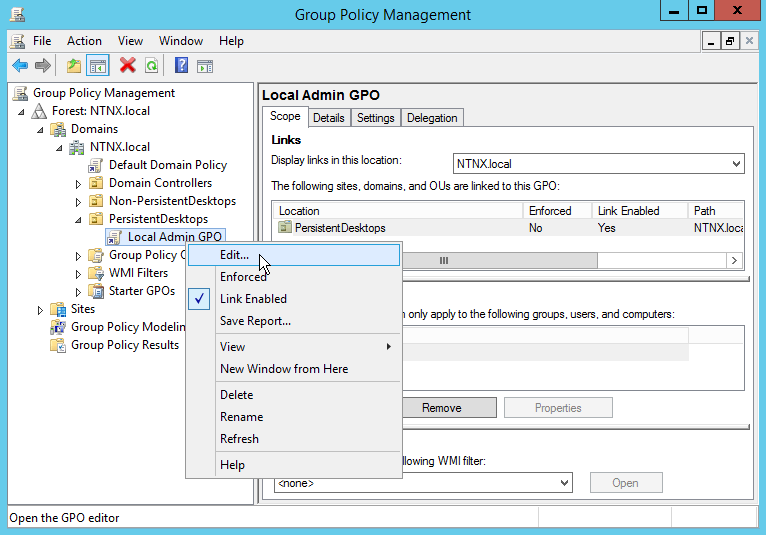 Group Policy Management
File Action View Window Help
Group Policy Management
Forest: NTNX.local
Domains
NTNX.local
Default Domain Policy
Domain Controllers
Non-PersistentDesktops
PersistentDesktops
Local Admin GPO
Group Policy
WMI Filters
Starter GPOs
Sites
Group Policy Modelin
Group Policy Results
Edit...
Enforced
Link Enabled
Save Report...
View
New Window from Here
Delete
Rename
Refresh
Help
Local Admin GPO
Scope Details Settings Delegation
Links
Display links in this location: NTNX.local
The following sites, domains, and OUs are linked to this GPO:
Location Enforced Link Enabled Path
PersistentDesktops No Yes NTNX.loca
n only apply to the following groups, users, and computers:
Remove Properties
llowing WMI filter:
<none> Open
Open the GPO editor